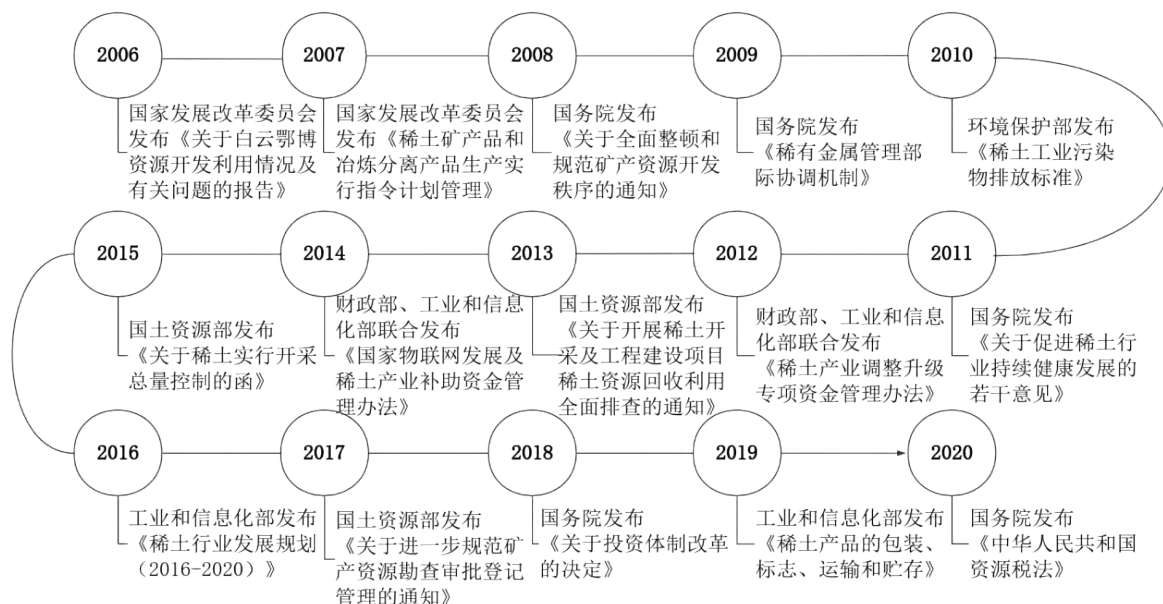 2006
国家发展改革委员会
发布《关于白云鄂博
资源开发利用情况及
有关问题的报告》
2007
国家发展改革委员会
发布《稀土矿产品和
冶炼分离产品生产实
行指令计划管理》
2008
国务院发布
《关于全面整顿和
规范矿产资源开发
秩序的通知》
2009
国务院发布
《稀有金属管理部
际协调机制》
2010
环境保护部发布
《稀土工业污染
物排放标准》
2011
国务院发布
《关于促进稀土行
业持续健康发展的
若干意见》
2012
财政部、工业和信息
化部联合发布
《稀土产业调整升级
专项资金管理办法》
2013
国土资源部发布
《关于开展稀土开
采及工程建设项目
稀土资源回收利用
全面排查的通知》
2014
财政部、工业和信息
化部联合发布
《国家物联网发展及
稀土产业补助资金管
理办法》
2015
国土资源部发布
《关于稀土实行开采
总量控制的函》
2016
工业和信息化部发布
《稀土行业发展规划
（2016-2020）》
2017
国土资源部发布
《关于进一步规范矿
产资源勘查审批登记
管理的通知》
2018
国务院发布
《关于投资体制改革
的决定》
2019
工业和信息化部发布
《稀土产品的包装、
标志、运输和贮存》
2020
国务院发布
《中华人民共和国
资源税法》